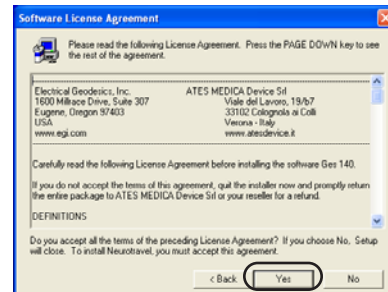 Software License Agreement
Please read the following License Agreement. Press the PAGE DOWN key to see
the rest of the agreement.
Electrical Geodesics, Inc.
1600 Millrace Drive, Suite 307
Eugene, Oregon 97403
USA
www.egi.com
ATES MEDICA Device Srl
Viale del Lavoro, 19/b7
33102 Colognola ai Colli
Verona - Italy
www.atesdevice.it
Carefully read the following License Agreement before installing the software Ges 140.
If you do not accept the terms of this agreement, quit the installer now and promptly return
the entire package to ATES MEDICA Device Srl or your reseller for a refund.
DEFINITIONS
Do you accept all the terms of the preceding License Agreement? If you choose No, Setup
will close. To install Neurotravel, you must accept this agreement.
< Back
Yes
No